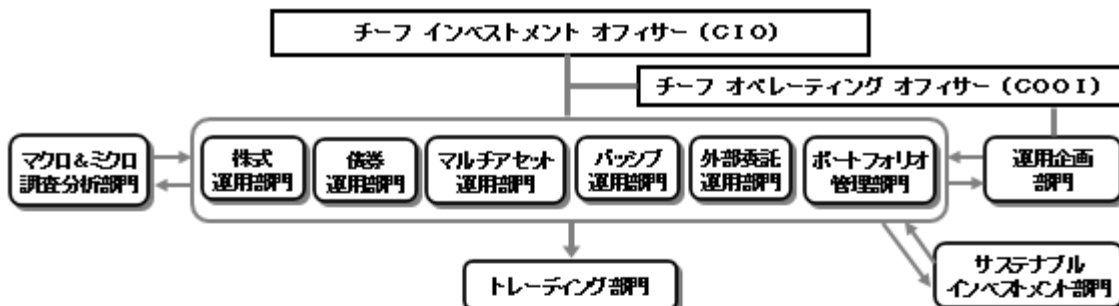 チーフ インベストメント オフィサー (CIO)
チーフ オペレーティング オフィサー (COOI)
マクロ&ミクロ
調査分析部門
株式
運用部門
債券
運用部門
マルチアセット
運用部門
パッシブ
運用部門
外部委託
運用部門
ポートフォリオ
管理部門
運用企画
部門
トレーディング部門
サステナブル
インベストメント部門